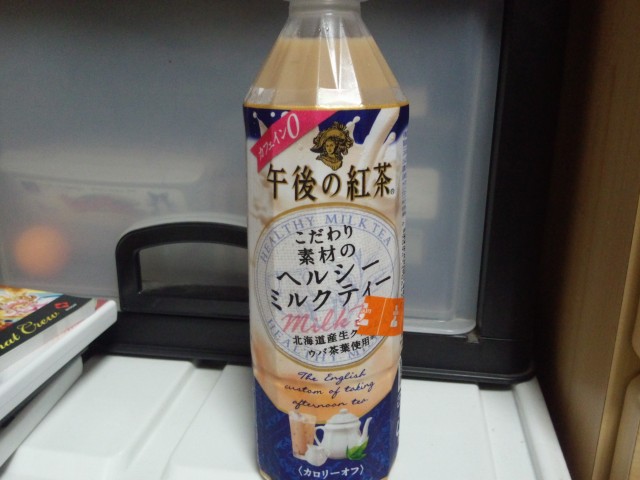 カフェイン0
午後の紅茶®
HEALTHY MILK TEA
こだわり
素材の
ヘルシー
ミルクティー
Milk
北海道産生ク
ウバ茶葉使用
The English
custom of taking
afternoon tea
〈カロリーオフ〉
nal Crew